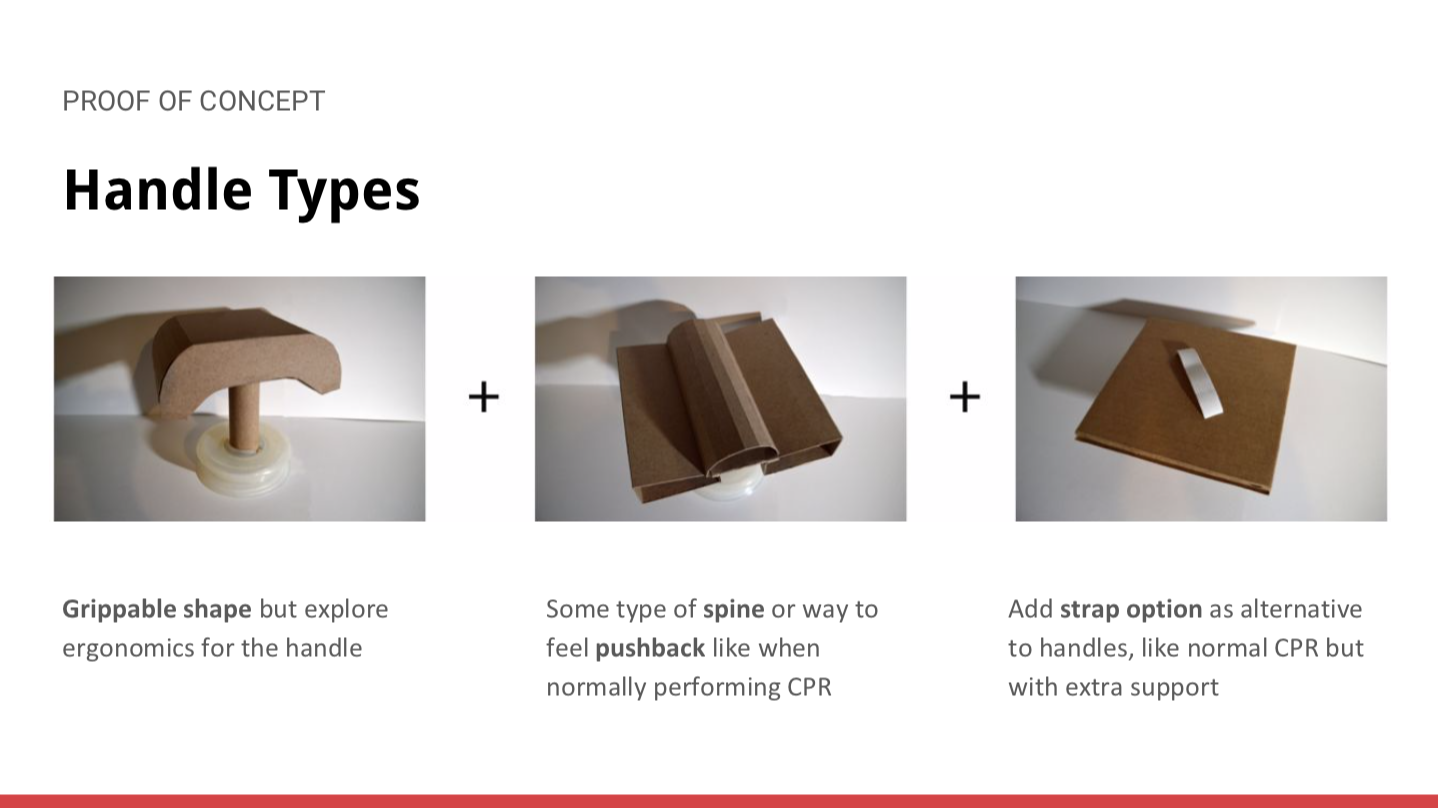 PROOF OF CONCEPT
Handle Types
+
+
Grippable shape but explore
ergonomics for the handle
Some type of spine or way to
feel pushback like when
normally performing CPR
Add strap option as alternative
to handles, like normal CPR but
with extra support